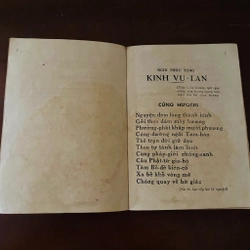 NGHI THỨC TỤNG
KINH VU-LAN
CÚNG HƯƠNG
Nguyện đem lòng thành kính
Gởi theo đám mây hương
Phưởng-phất khắp mười phương
Cúng-dường ngôi Tam-bảo
Thề trọn đời giữ đạo
Theo tự tánh làm lành
Cùng pháp-giới chúng-sanh
Cầu Phật-từ gia-hộ
Tâm Bồ-đề kiên-cố
Xa bể khổ nguồn mê
Chóng quay về bờ giác